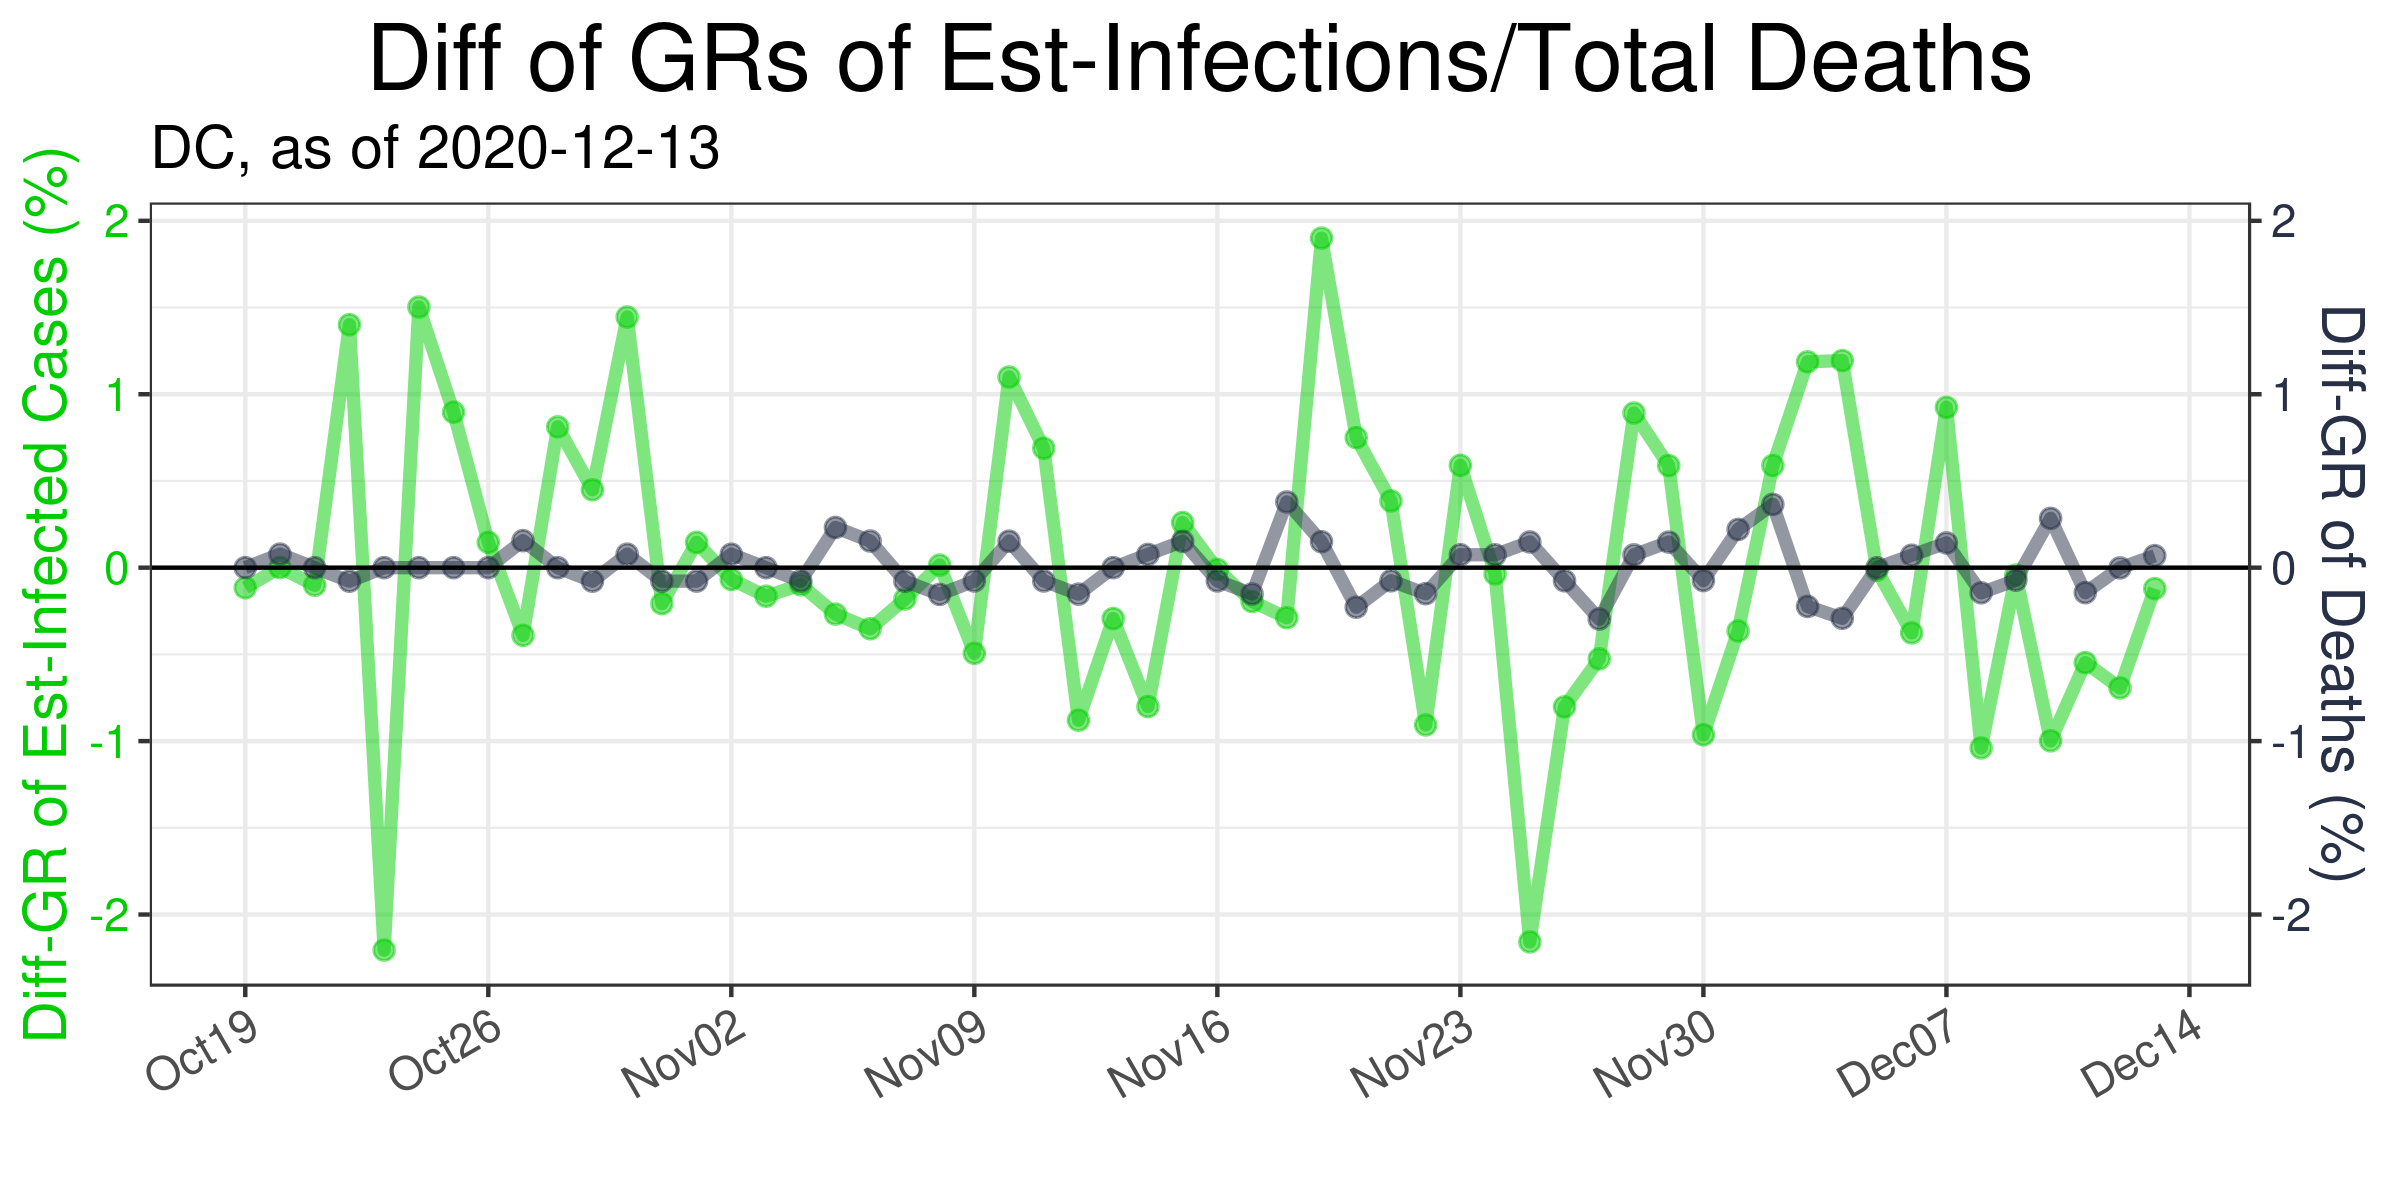 Diff of GRs of Est-Infections/Total Deaths
DC, as of 2020-12-13
Diff-GR of Est-Infected Cases (%)
2
1
0
-1
-2
2
1
0
-1
-2
Diff-GR of Deaths (%)
Oct19
Oct26
Nov02
Nov09
Nov16
Nov23
Nov30
Dec07
Dec14